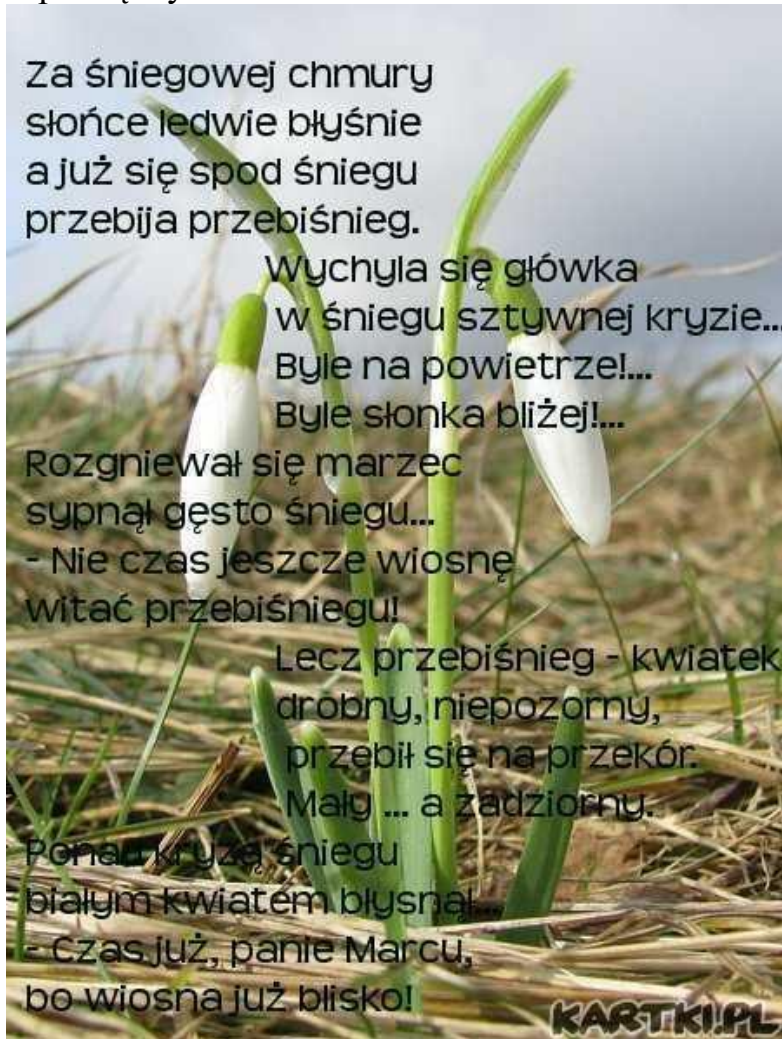 Za śniegowej chmury
słońce ledwie błyśnie
a już się spod śniegu
przebija przebiśnieg.
Wychyla się główka
w śniegu sztywnej kryzie...
Byle na powietrze!...
Byle słonka bliżej!...
Rozgniewał się marzec
sypnął gęsto śniegu...
- Nie czas jeszcze wiosnę
witać przebiśniegu!
Lecz przebiśnieg - kwiatek
drobny, niepozorny,
przebił się na przekór.
Mały ... a zadziorny.
Ponad kryzą śniegu
białym kwiatem błysnął...
- Czas już, panie Marcu,
bo wiosna już blisko!
KARTKI.PL